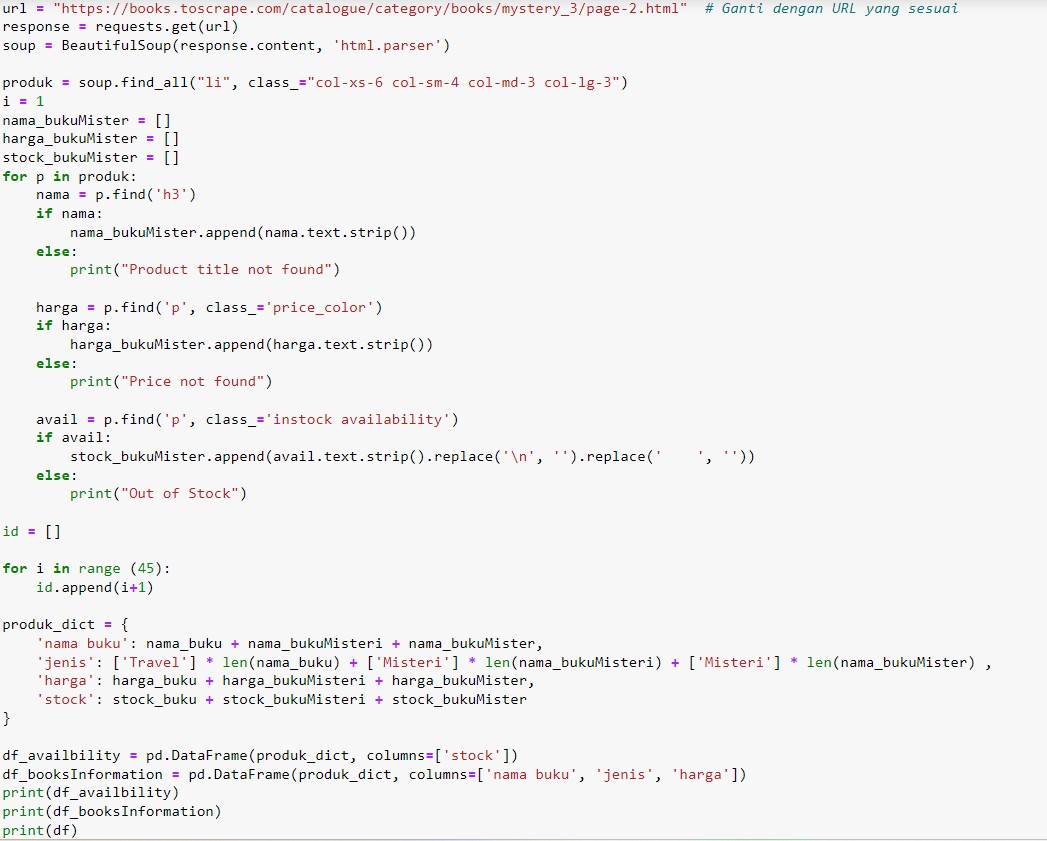 url = "https://books.toscrape.com/catalogue/category/books/mystery_3/page-2.html"  # Ganti dengan URL yang sesuai
response = requests.get(url)
soup = BeautifulSoup(response.content, 'html.parser')

produk = soup.find_all("li", class_="col-xs-6 col-sm-4 col-md-3 col-lg-3")
i = 1
nama_bukuMister = []
harga_bukuMister = []
stock_bukuMister = []
for p in produk:
    nama = p.find('h3')
    if nama:
        nama_bukuMister.append(nama.text.strip())
    else:
        print("Product title not found")

    harga = p.find('p', class_='price_color')
    if harga:
        harga_bukuMister.append(harga.text.strip())
    else:
        print("Price not found")

    avail = p.find('p', class_='instock availability')
    if avail:
        stock_bukuMister.append(avail.text.strip().replace('\n', '').replace('    ', ''))
    else:
        print("Out of Stock")

id = []

for i in range (45):
    id.append(i+1)

produk_dict = {
    'nama buku': nama_buku + nama_bukuMisteri + nama_bukuMister,
    'jenis': ['Travel'] * len(nama_buku) + ['Misteri'] * len(nama_bukuMisteri) + ['Misteri'] * len(nama_bukuMister) ,
    'harga': harga_buku + harga_bukuMisteri + harga_bukuMister,
    'stock': stock_buku + stock_bukuMisteri + stock_bukuMister
}

df_availbility = pd.DataFrame(produk_dict, columns=['stock'])
df_booksInformation = pd.DataFrame(produk_dict, columns=['nama buku', 'jenis', 'harga'])
print(df_availbility)
print(df_booksInformation)
print(df)